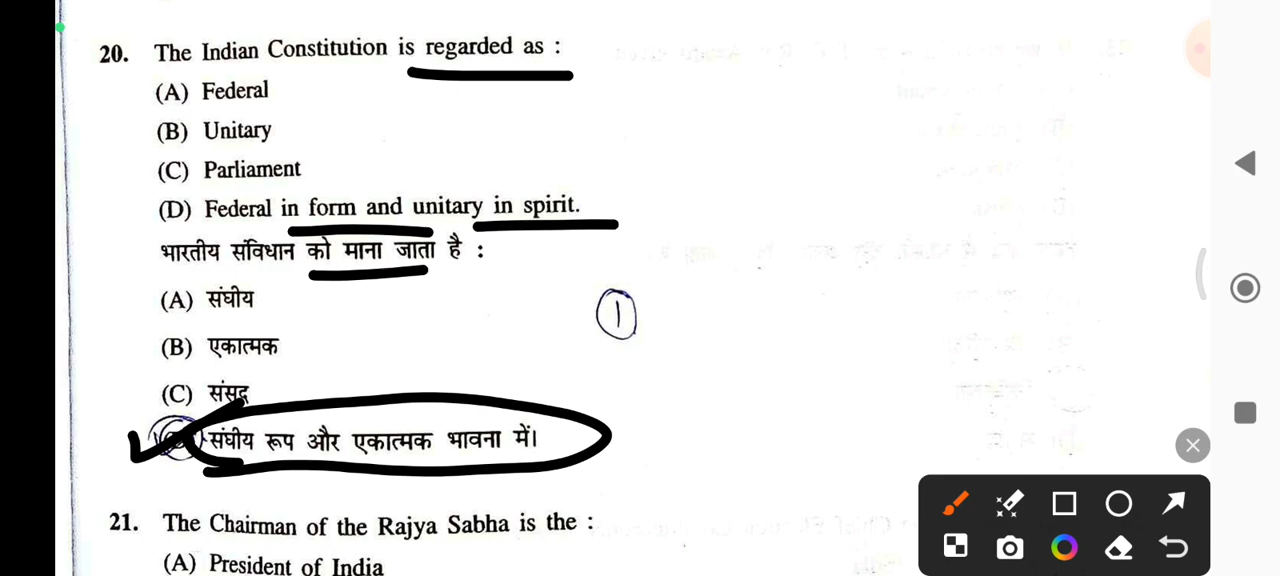 20. The Indian Constitution is regarded as :
(A) Federal
(B) Unitary
(C) Parliament
(D) Federal in form and unitary in spirit.
भारतीय संविधान को माना जाता है :
(A) संघीय
1
(B) एकात्मक
(C) संसद
संघीय रूप और एकात्मक भावना में।
21. The Chairman of the Rajya Sabha is the :
(A) President of India